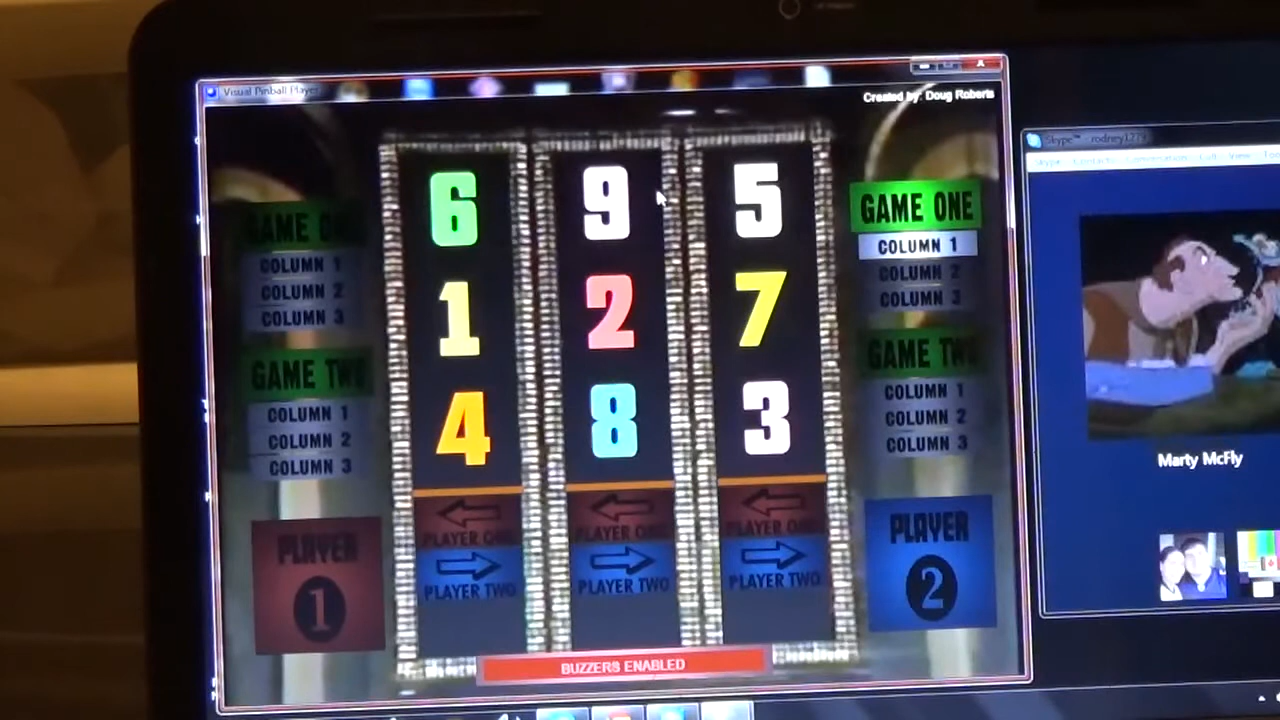 Visual Pinball Player
Created by: Doug Roberts
6 9 5
1 2 7
4 8 3
GAME ONE
COLUMN 1
COLUMN 2
COLUMN 3
GAME TWO
COLUMN 1
COLUMN 2
COLUMN 3
PLAYER
1
GAME ONE
COLUMN 1
COLUMN 2
COLUMN 3
GAME TWO
COLUMN 1
COLUMN 2
COLUMN 3
PLAYER
2
PLAYER ONE
PLAYER TWO
PLAYER ONE
PLAYER TWO
PLAYER ONE
PLAYER TWO
BUZZERS ENABLED
Skype™
Marty McFly